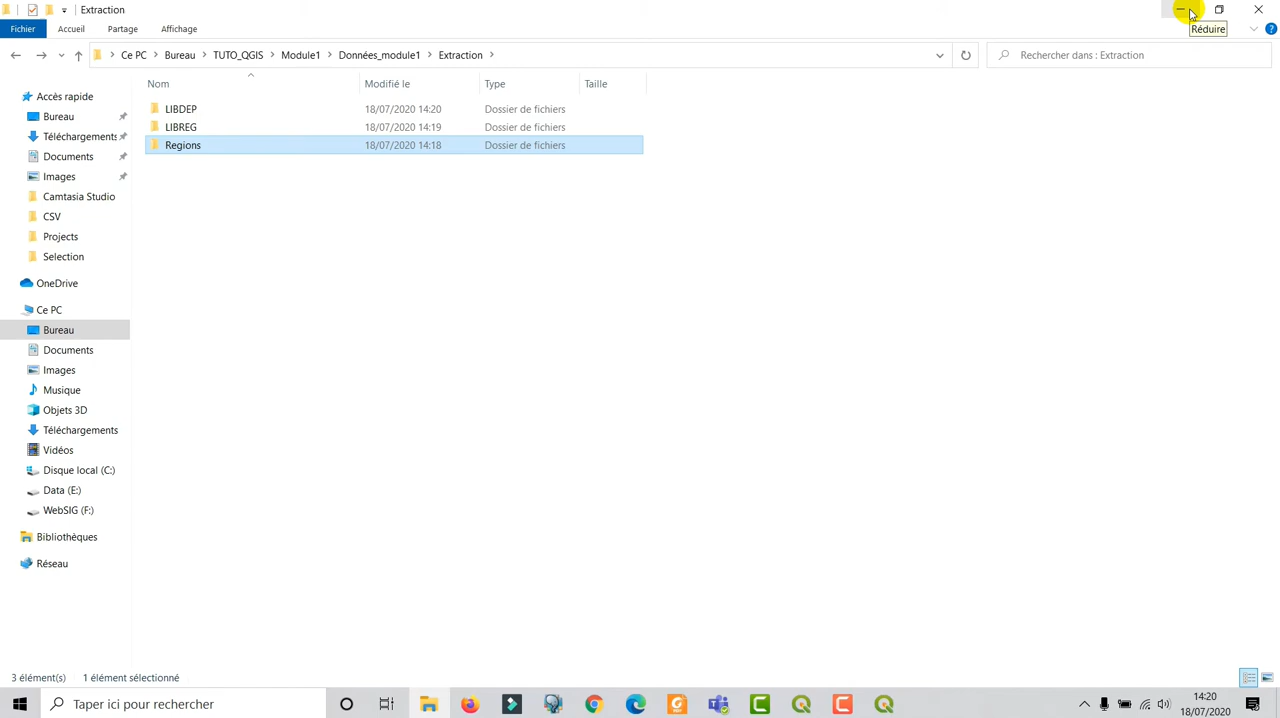 Extraction
Réduire
Fichier Accueil Partage Affichage
Ce PC Bureau TUTO_QGIS Module1 Données_module1 Extraction
Rechercher dans : Extraction
Nom Modifié le Type Taille
LIBDEP 18/07/2020 14:20 Dossier de fichiers
LIBREG 18/07/2020 14:19 Dossier de fichiers
Regions 18/07/2020 14:18 Dossier de fichiers
Accès rapide
Bureau
Téléchargements
Documents
Images
Camtasia Studio
CSV
Projects
Selection
OneDrive
Ce PC
Bureau
Documents
Images
Musique
Objets 3D
Téléchargements
Vidéos
Disque local (C:)
Data (E:)
WebSIG (F:)
Bibliothèques
Réseau
3 élément(s) 1 élément sélectionné
Taper ici pour rechercher
14:20
18/07/2020